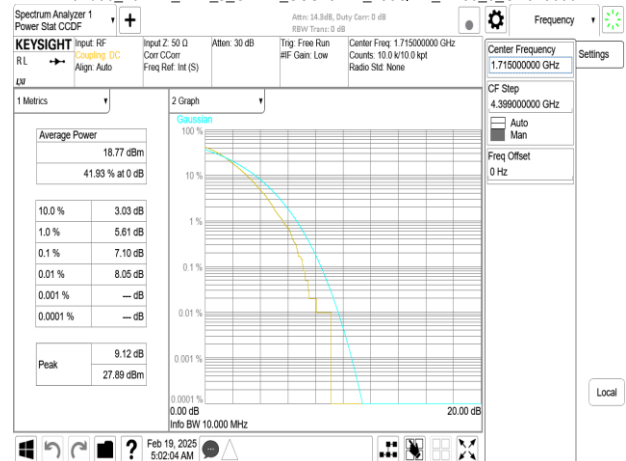 Spectrum Analyzer 1
Power Stat CCDF
Attn: 14.3dB, Duty Corr: 0 dB
RBW Trans: 0 dB
Frequency
KEYSIGHT
RL
LXI
Input: RF
Coupling: DC
Align: Auto
Input Z: 50 Ω
Corr CCorr
Freq Ref: Int (S)
Atten: 30 dB
Trig: Free Run
#IF Gain: Low
Center Freq: 1.715000000 GHz
Counts: 10.0 k/10.0 kpt
Radio Std: None
Center Frequency
1.715000000 GHz
Settings
CF Step
4.399000000 GHz
Auto
Man
Freq Offset
0 Hz
Local
1 Metrics
Average Power
18.77 dBm
41.93 % at 0 dB
10.0 % 3.03 dB
1.0 % 5.61 dB
0.1 % 7.10 dB
0.01 % 8.05 dB
0.001 % --- dB
0.0001 % --- dB
Peak
9.12 dB
27.89 dBm
2 Graph
Gaussian
100 %
10 %
1 %
0.1 %
0.01 %
0.001 %
0.0001 %
0.00 dB 20.00 dB
Info BW 10.000 MHz
?
Feb 19, 2025
5:02:04 AM